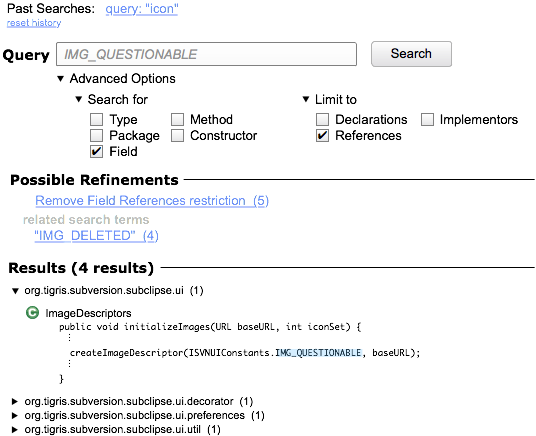 Past Searches: query: "icon"
reset history
Query IMG_QUESTIONABLE Search
Advanced Options
Search for Limit to
Type Method Declarations Implementors
Package Constructor References
Field
Possible Refinements
Remove Field References restriction (5)
related search terms
"IMG_DELETED" (4)
Results (4 results)
org.tigris.subversion.subclipse.ui (1)
C ImageDescriptors
public void initializeImages(URL baseURL, int iconSet) {
createImageDescriptor(ISVNUIConstants.IMG_QUESTIONABLE, baseURL);
}
org.tigris.subversion.subclipse.ui.decorator (1)
org.tigris.subversion.subclipse.ui.preferences (1)
org.tigris.subversion.subclipse.ui.util (1)